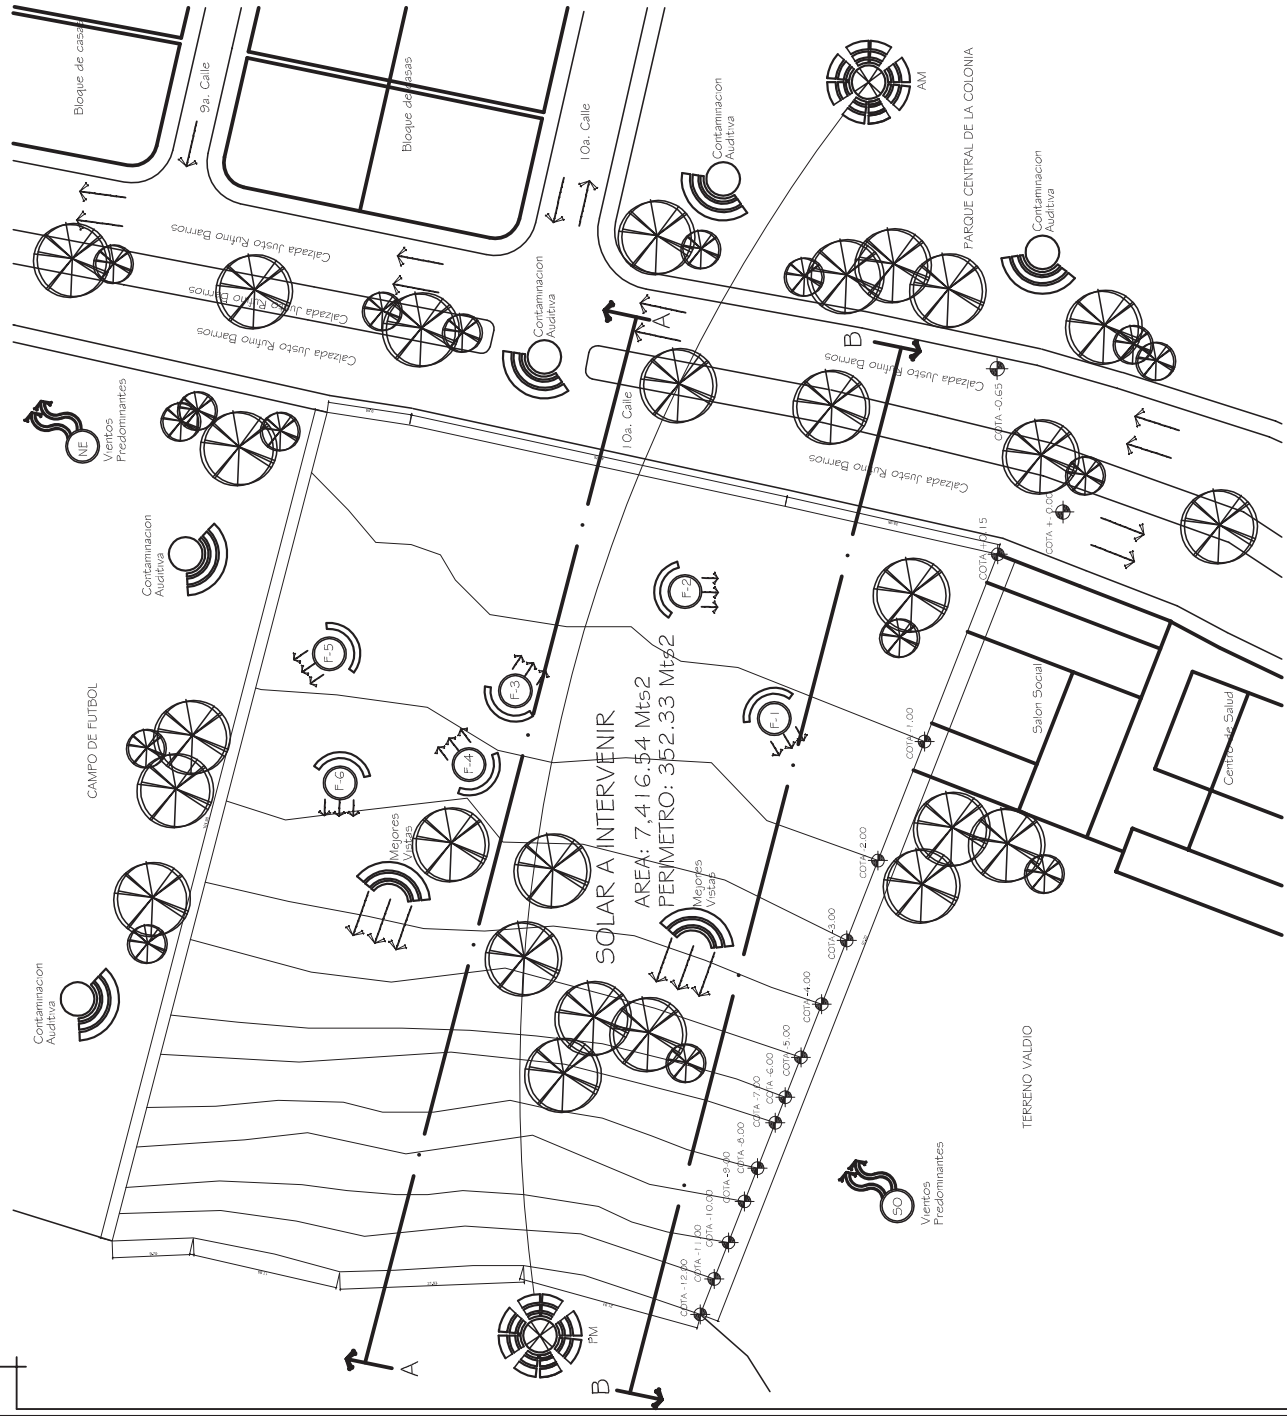 Bloque de casas
9a. Calle
Bloque de casas
10a. Calle
Contaminacion
Auditiva
AM
PARQUE CENTRAL DE LA COLONIA
Contaminacion
Auditiva
Calzada Justo Rufino Barrios
Calzada Justo Rufino Barrios
Calzada Justo Rufino Barrios
Contaminacion
Auditiva
A
B
10a. Calle
Calzada Justo Rufino Barrios
Calzada Justo Rufino Barrios
COTA -0.65
COTA + 0.00
COTA +0.15
NE
Vientos
Predominantes
Contaminacion
Auditiva
CAMPO DE FUTBOL
F-5
F-6
F-3
F-4
F-2
F-1
SOLAR A INTERVENIR
AREA: 7,416.54 Mts2
PERIMETRO: 352.33 Mts2
Mejores
Vistas
Mejores
Vistas
Salon Social
Centro de Salud
COTA -1.00
COTA -2.00
COTA -3.00
COTA -4.00
COTA -5.00
COTA -6.00
COTA -7.00
COTA -8.00
COTA -9.00
COTA -10.00
COTA -11.00
COTA -12.00
Contaminacion
Auditiva
TERRENO VALDIO
SO
Vientos
Predominantes
PM
A
B